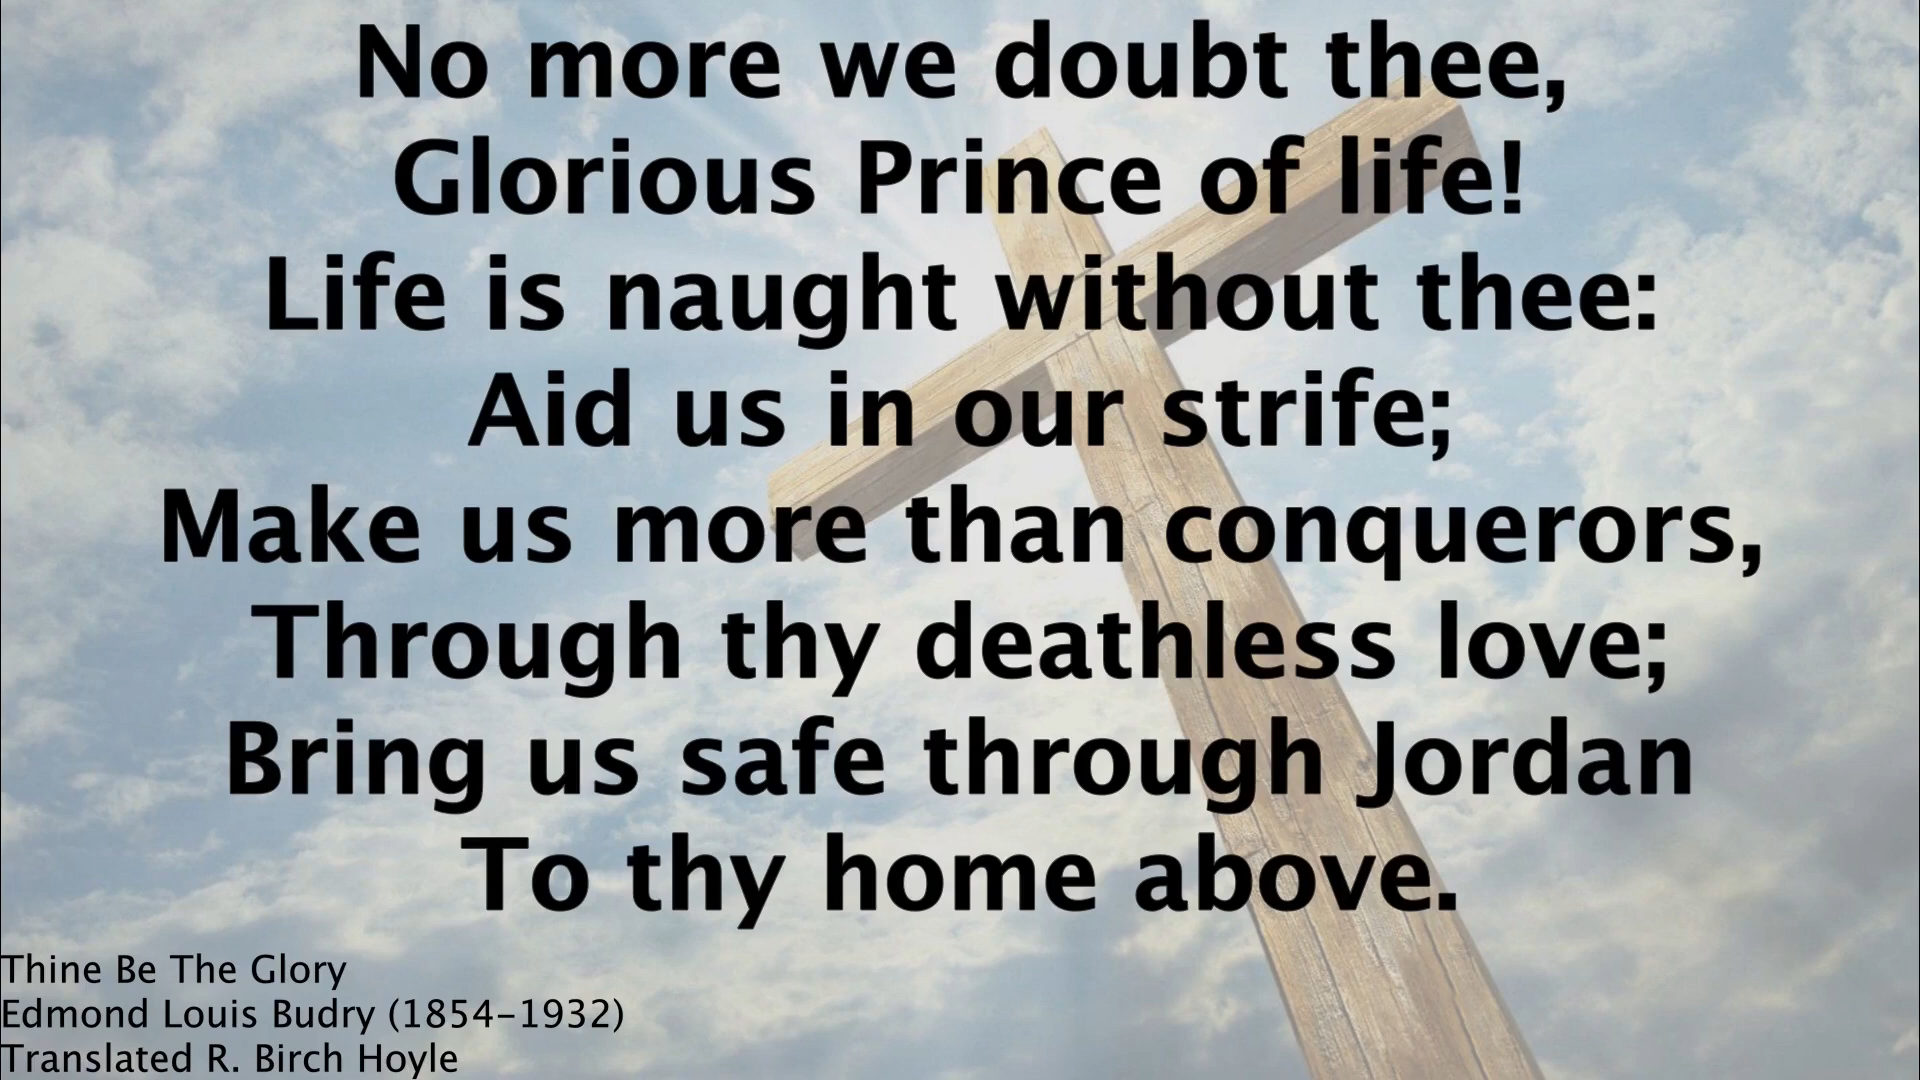 No more we doubt thee,
Glorious Prince of life!
Life is naught without thee:
Aid us in our strife;
Make us more than conquerors,
Through thy deathless love;
Bring us safe through Jordan
To thy home above.
Thine Be The Glory
Edmond Louis Budry (1854-1932)
Translated R. Birch Hoyle